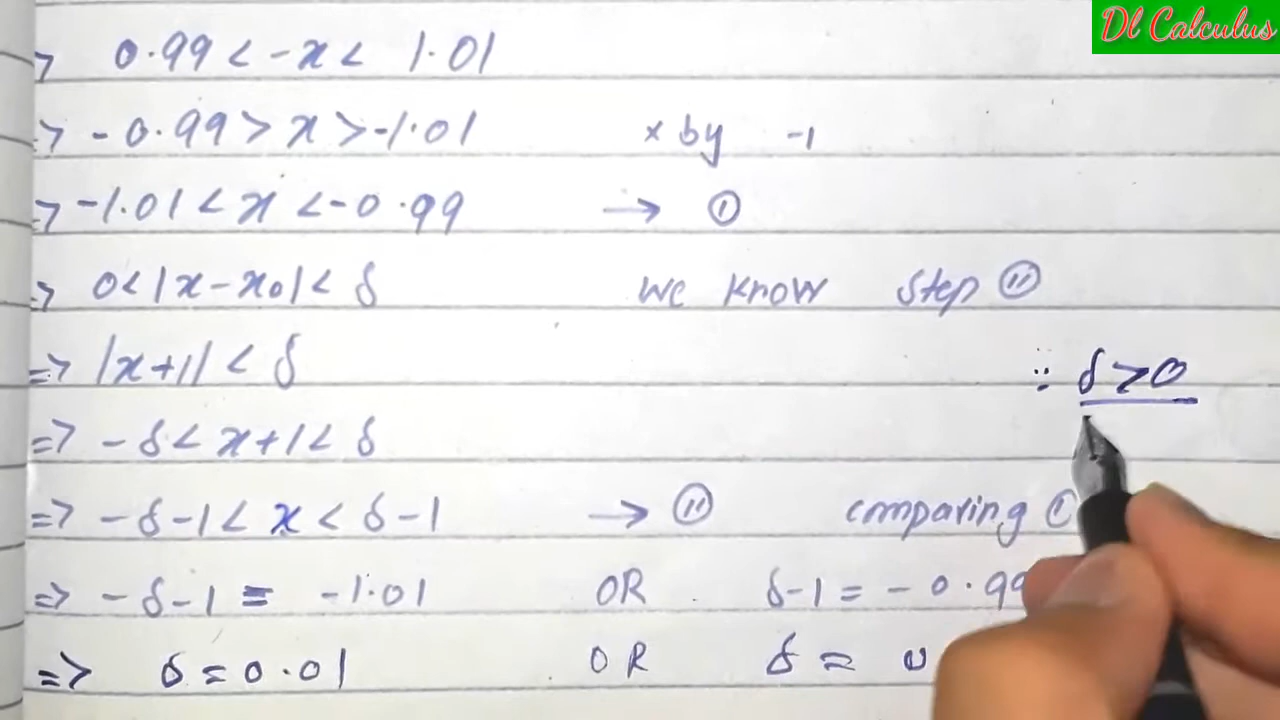 Dl Calculus
⇒ 0.99 < -x < 1.01
⇒ -0.99 > x > -1.01 × by -1
⇒ -1.01 < x < -0.99 → ①
⇒ 0 < |x - x₀| < δ we know step ⑪
⇒ |x+1| < δ ∵ δ > 0
⇒ -δ < x+1 < δ
⇒ -δ-1 < x < δ-1 → ⑪ comparing ①
⇒ -δ-1 = -1.01 OR δ-1 = -0.99
⇒ δ = 0.01 OR δ = 0